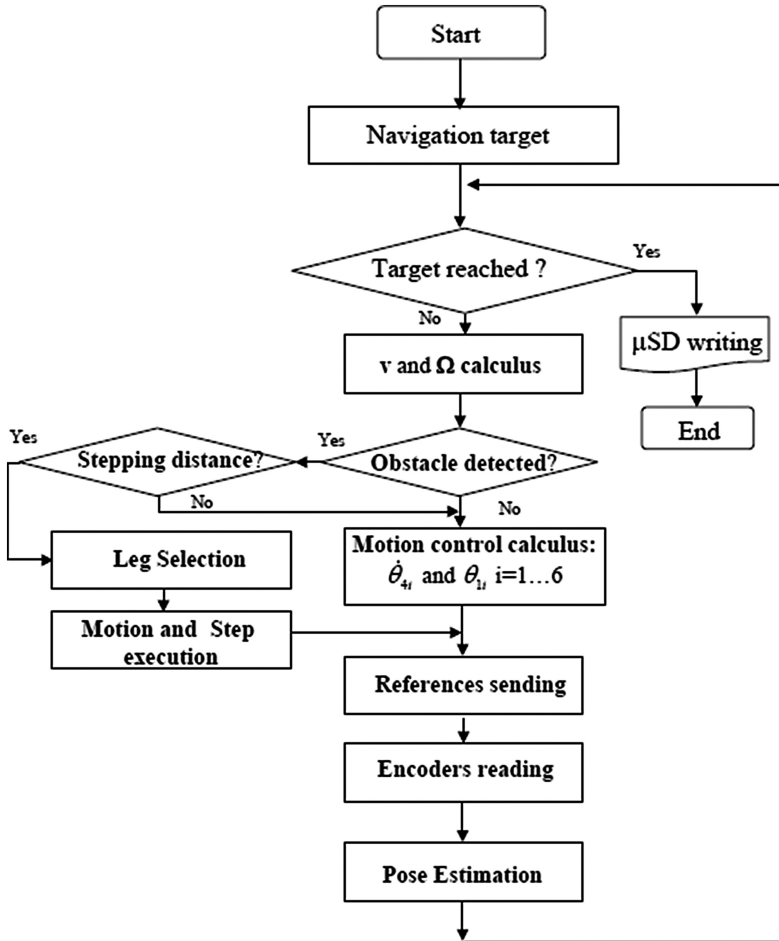 Start
Navigation target
Target reached ?
Yes
No
μSD writing
v and Ω calculus
End
Yes
Stepping distance?
Yes
Obstacle detected?
No
No
Leg Selection
Motion control calculus:
θ̇4i and θ1i i=1…6
Motion and Step
execution
References sending
Encoders reading
Pose Estimation